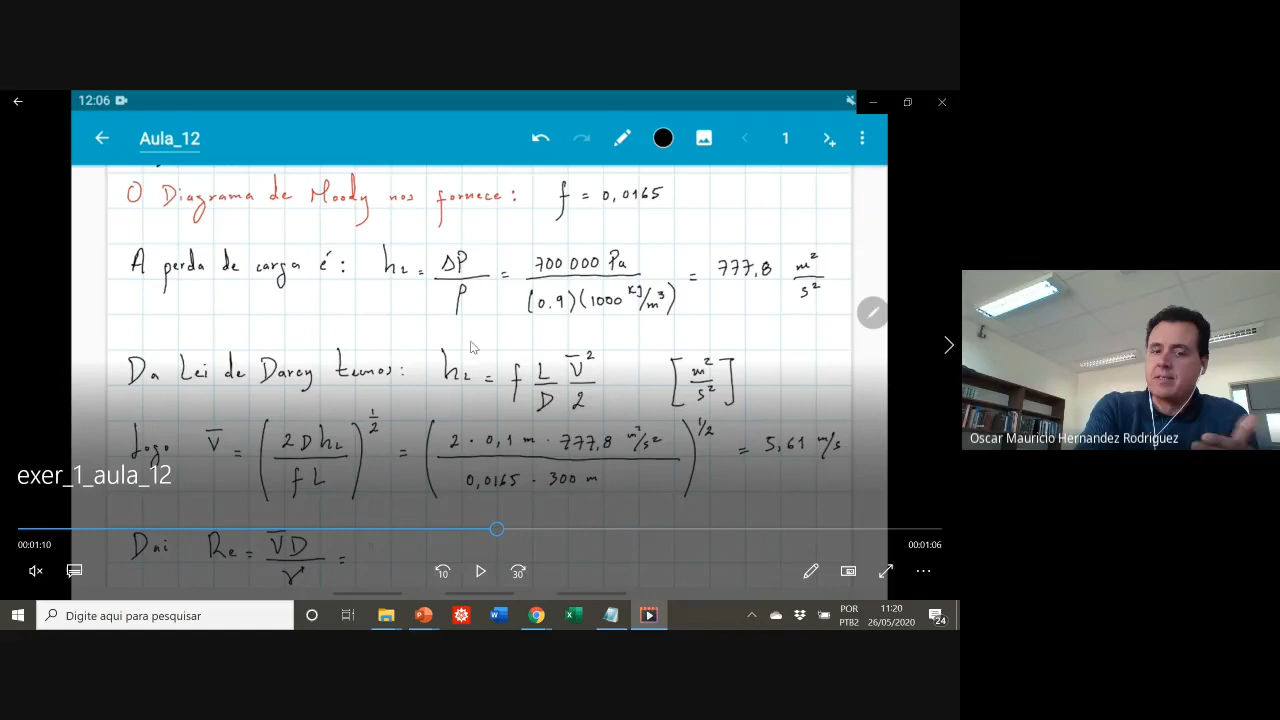 12:06
Aula_12
1
O Diagrama de Moody nos fornece: f = 0,0165
A perda de carga é: hL = ΔP/ρ = 700 000 Pa/(0.9)(1000 kg/m³) = 777,8 m²/s²
Da Lei de Darcy temos: hL = f L/D V̄²/2 [m²/s²]
Logo V̄ = (2 D hL / f L)^1/2 = (2 · 0,1 m · 777,8 m²/s² / 0,0165 · 300 m)^1/2 = 5,61 m/s
exer_1_aula_12
Daí Re = V̄D/ν =
00:01:10
00:01:06
10
30
Digite aqui para pesquisar
POR
PTB2
11:20
26/05/2020
24
Oscar Mauricio Hernandez Rodriguez